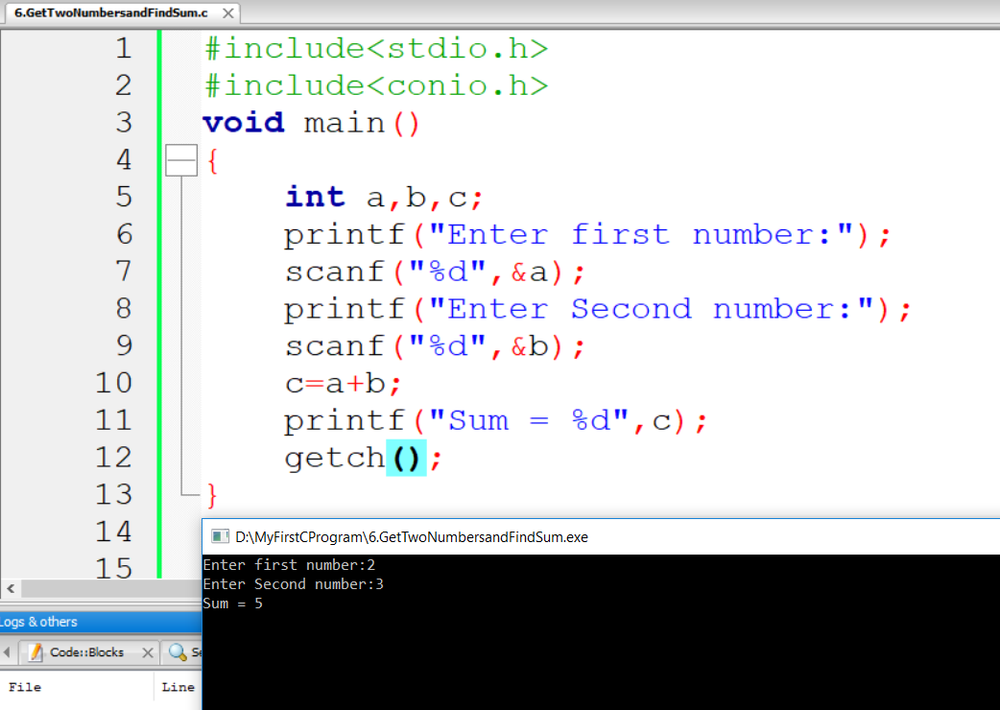 6.GetTwoNumbersandFindSum.c
1 #include<stdio.h>
2 #include<conio.h>
3 void main()
4 {
5 int a,b,c;
6 printf("Enter first number:");
7 scanf("%d",&a);
8 printf("Enter Second number:");
9 scanf("%d",&b);
10 c=a+b;
11 printf("Sum = %d",c);
12 getch();
13 }
14
15
D:\MyFirstCProgram\6.GetTwoNumbersandFindSum.exe
Enter first number:2
Enter Second number:3
Sum = 5
Logs & others
Code::Blocks
File Line